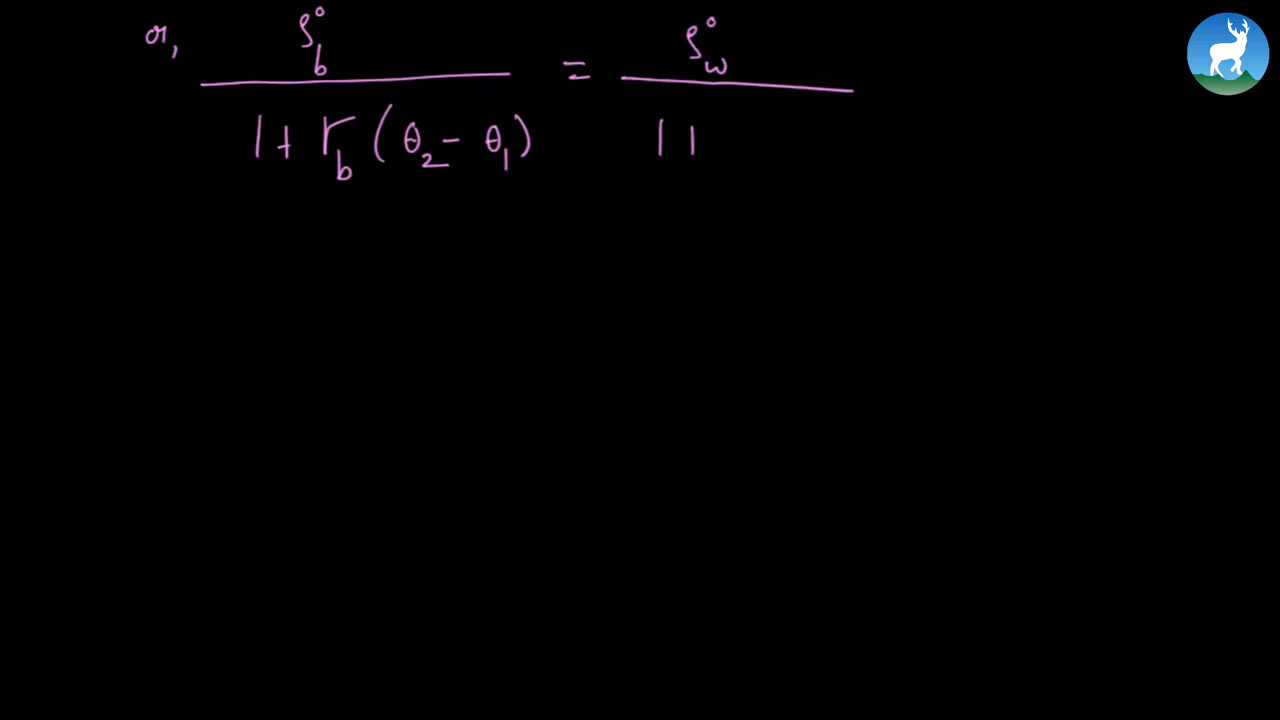 or, ρ°_b / (1 + r_b (θ_2 - θ_1)) = ρ°_w / (1 |